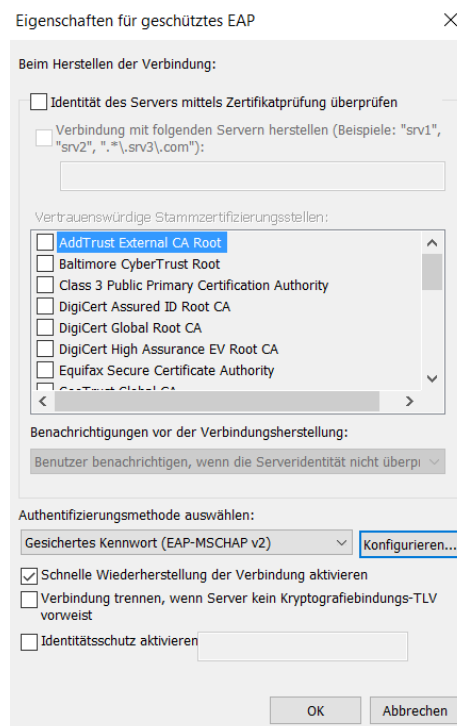 Eigenschaften für geschütztes EAP
Beim Herstellen der Verbindung:
Identität des Servers mittels Zertifikatprüfung überprüfen
Verbindung mit folgenden Servern herstellen (Beispiele: "srv1",
"srv2", ".*\.srv3\.com"):
Vertrauenswürdige Stammzertifizierungsstellen:
AddTrust External CA Root
Baltimore CyberTrust Root
Class 3 Public Primary Certification Authority
DigiCert Assured ID Root CA
DigiCert Global Root CA
DigiCert High Assurance EV Root CA
Equifax Secure Certificate Authority
GeoTrust Global CA
Benachrichtigungen vor der Verbindungsherstellung:
Benutzer benachrichtigen, wenn die Serveridentität nicht überpr
Authentifizierungsmethode auswählen:
Gesichertes Kennwort (EAP-MSCHAP v2) Konfigurieren...
Schnelle Wiederherstellung der Verbindung aktivieren
Verbindung trennen, wenn Server kein Kryptografiebindungs-TLV
vorweist
Identitätsschutz aktivieren
OK Abbrechen